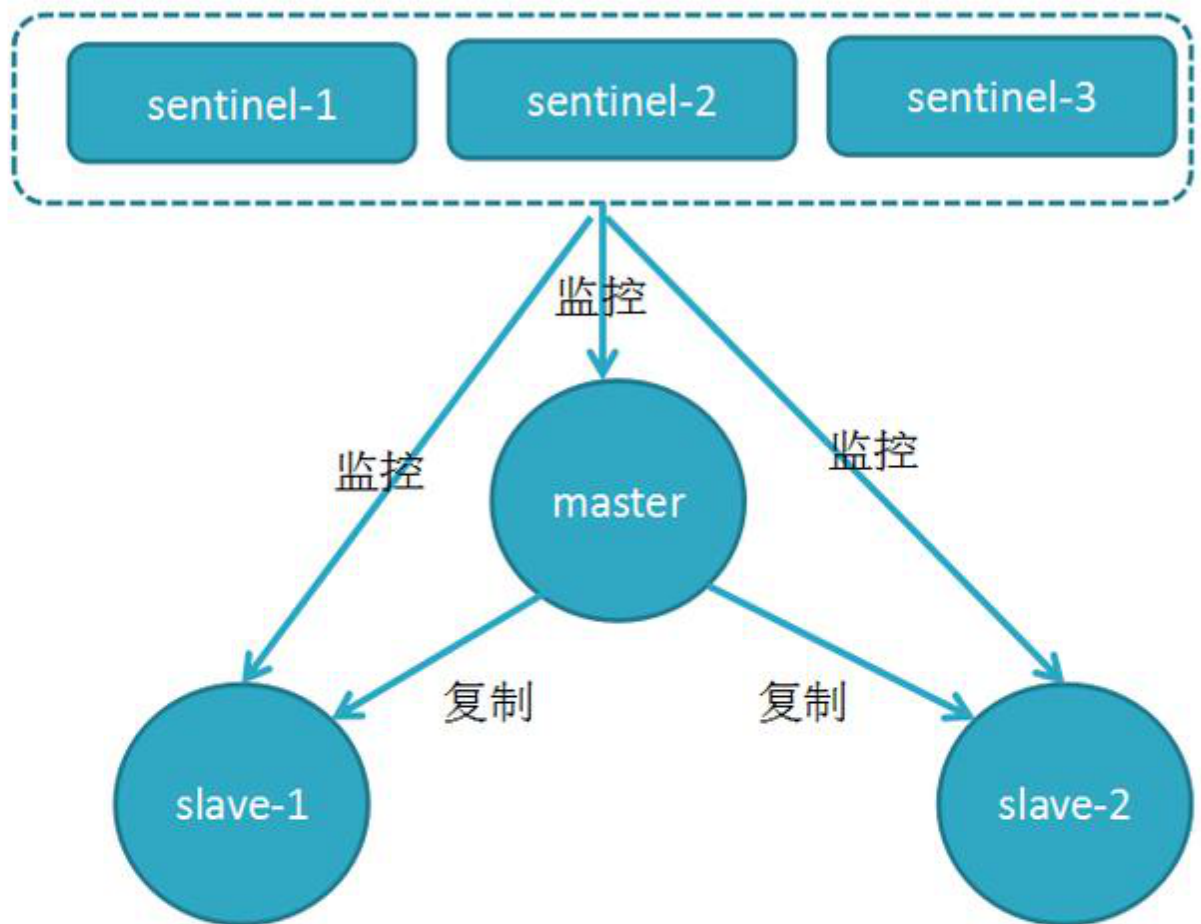 sentinel-1
sentinel-2
sentinel-3
监控
监控
监控
master
复制
复制
slave-1
slave-2